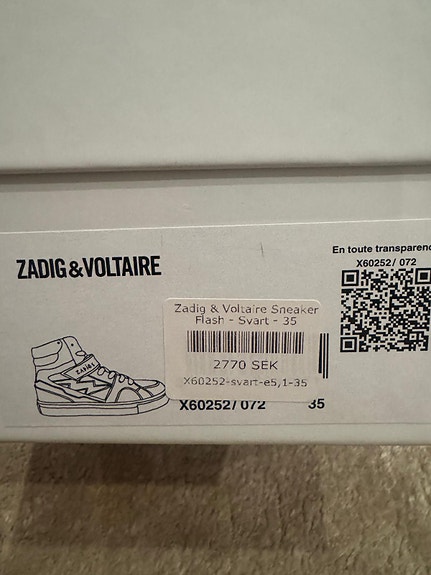 En toute transparenc
X60252/ 072
ZADIG & VOLTAIRE
Zadig & Voltaire Sneaker
Flash - Svart - 35
2770 SEK
X60252-svart-e5,1-35
ZADIG
X60252/ 072 35